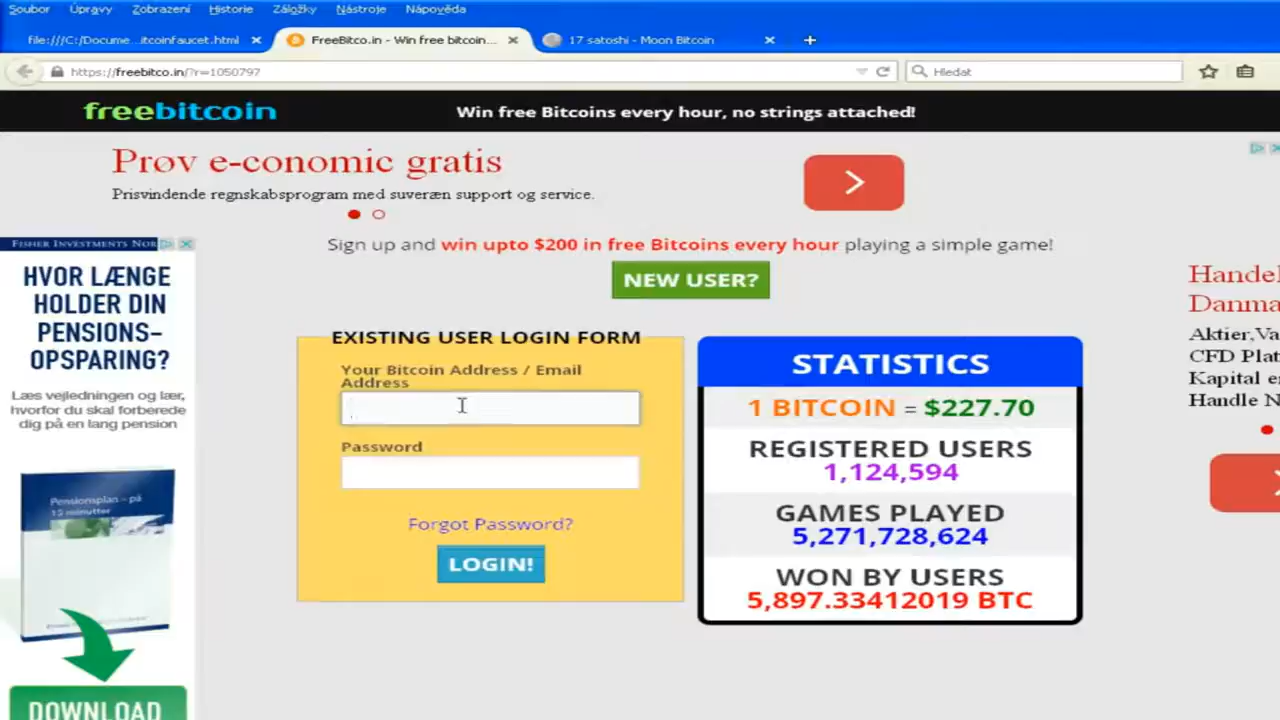 Soubor Úpravy Zobrazení Historie Záložky Nástroje Nápověda
file:///C:/Docume...itcoinfaucet.html
FreeBitco.in - Win free bitcoin...
17 satoshi - Moon Bitcoin
https://freebitco.in/?r=1050797
Hledat
freebitcoin
Win free Bitcoins every hour, no strings attached!
Prøv e-conomic gratis
Prisvindende regnskabsprogram med suveræn support og service.
Sign up and win upto $200 in free Bitcoins every hour playing a simple game!
NEW USER?
FISHER INVESTMENTS NOR
HVOR LÆNGE
HOLDER DIN
PENSIONS-
OPSPARING?
Læs vejledningen og lær,
hvorfor du skal forberede
dig på en lang pension
Pensionsplan – på
15 minutter
DOWNLOAD
EXISTING USER LOGIN FORM
Your Bitcoin Address / Email
Address
Password
Forgot Password?
LOGIN!
STATISTICS
1 BITCOIN = $227.70
REGISTERED USERS
1,124,594
GAMES PLAYED
5,271,728,624
WON BY USERS
5,897.33412019 BTC
Handel
Danma
Aktier,Va
CFD Plat
Kapital e
Handle N